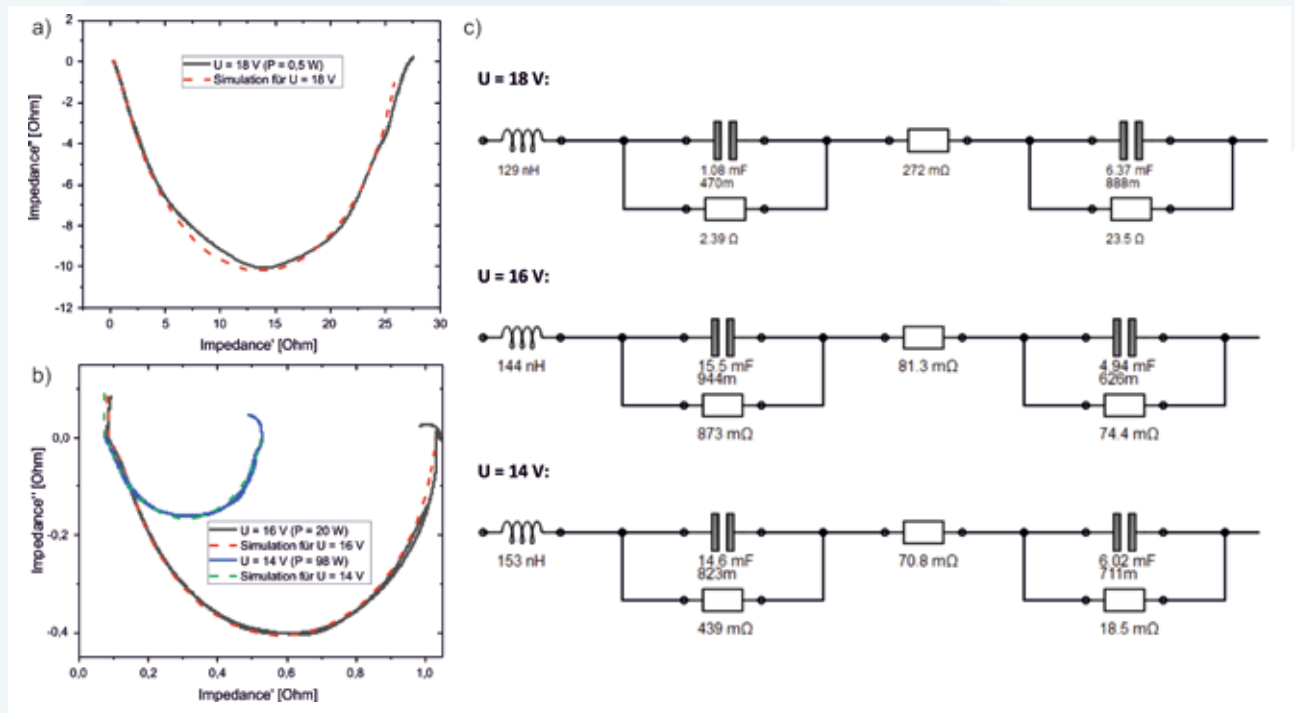 a)
2
0
-2
-4
-6
-8
-10
-12
0
5
10
15
20
25
30
Impedance'' [Ohm]
Impedance' [Ohm]
U = 18 V (P = 0,5 W)
Simulation für U = 18 V
b)
0,0
-0,2
-0,4
0,0
0,2
0,4
0,6
0,8
1,0
Impedance'' [Ohm]
Impedance' [Ohm]
U = 16 V (P = 20 W)
Simulation für U = 16 V
U = 14 V (P = 98 W)
Simulation für U = 14 V
c)
U = 18 V:
129 nH
1.08 mF
470m
2.39 Ω
272 mΩ
6.37 mF
888m
23.5 Ω
U = 16 V:
144 nH
15.5 mF
944m
873 mΩ
81.3 mΩ
4.94 mF
626m
74.4 mΩ
U = 14 V:
153 nH
14.6 mF
823m
439 mΩ
70.8 mΩ
6.02 mF
711m
18.5 mΩ